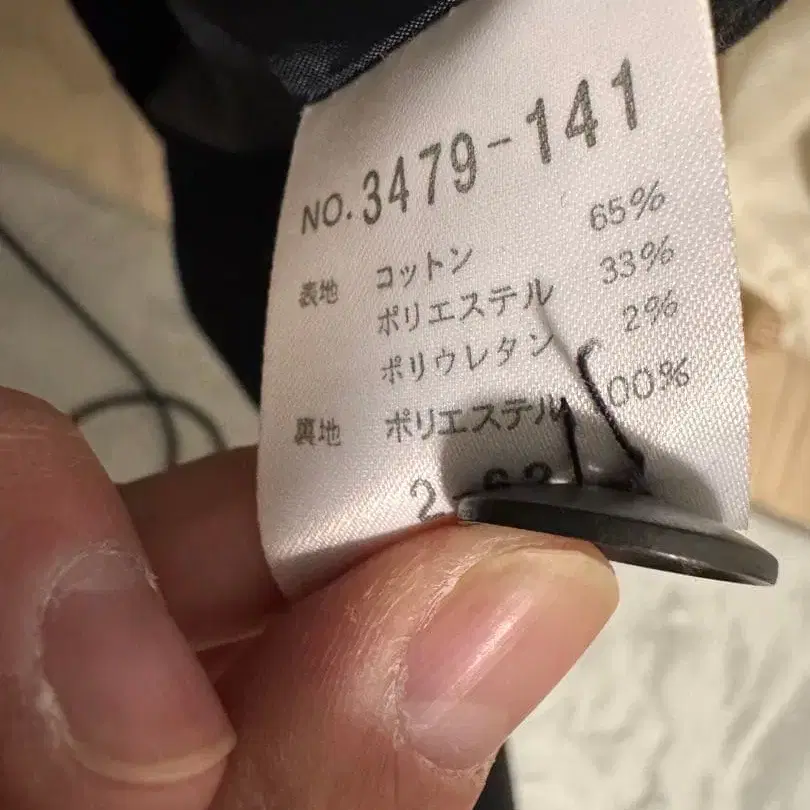 NO.3479-141
表地 コットン 65%
ポリエステル 33%
ポリウレタン 2%
裏地 ポリエステル 00%